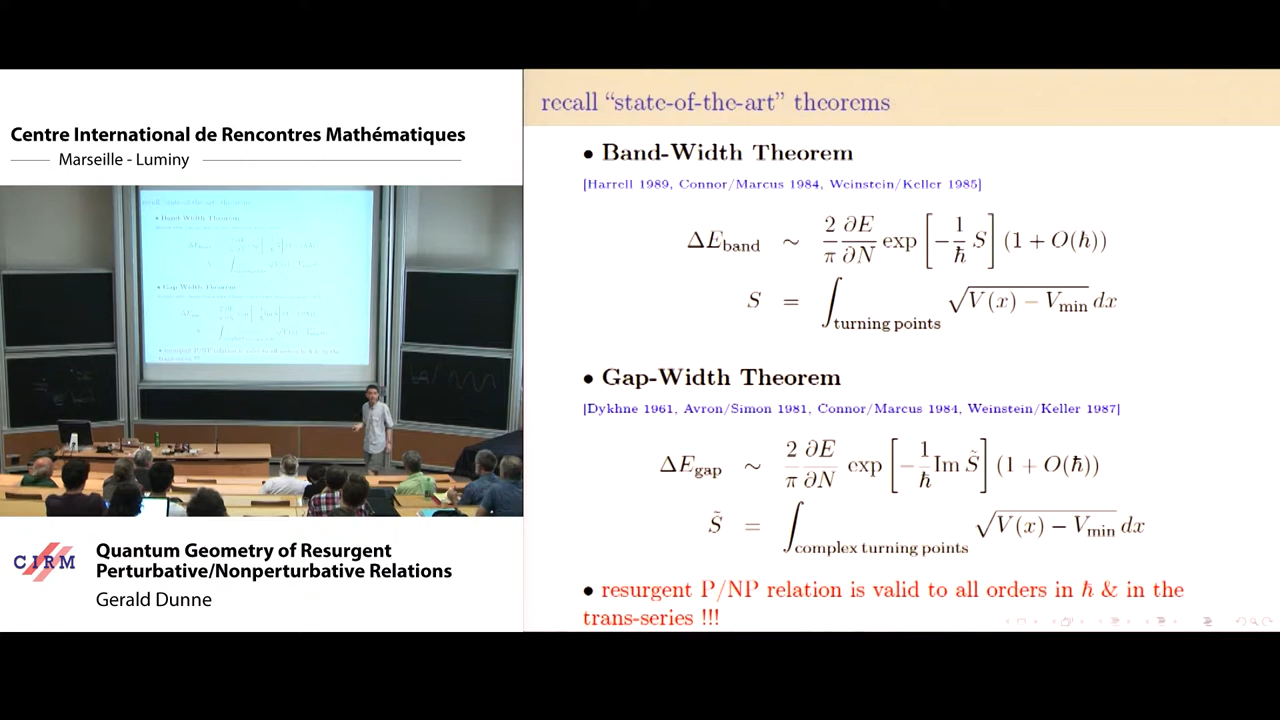 Centre International de Rencontres Mathématiques
Marseille - Luminy
CIRM
Quantum Geometry of Resurgent
Perturbative/Nonperturbative Relations
Gerald Dunne
recall “state-of-the-art” theorems
• Band-Width Theorem
[Harrell 1989, Connor/Marcus 1984, Weinstein/Keller 1985]
ΔE_band ∼ 2/π ∂E/∂N exp [−1/ℏ S] (1 + O(ℏ))
S = ∫_turning points √(V(x) − V_min) dx
• Gap-Width Theorem
[Dykhne 1961, Avron/Simon 1981, Connor/Marcus 1984, Weinstein/Keller 1987]
ΔE_gap ∼ 2/π ∂E/∂N exp [−1/ℏ Im S̃] (1 + O(ℏ))
S̃ = ∫_complex turning points √(V(x) − V_min) dx
• resurgent P/NP relation is valid to all orders in ℏ & in the
trans-series !!!